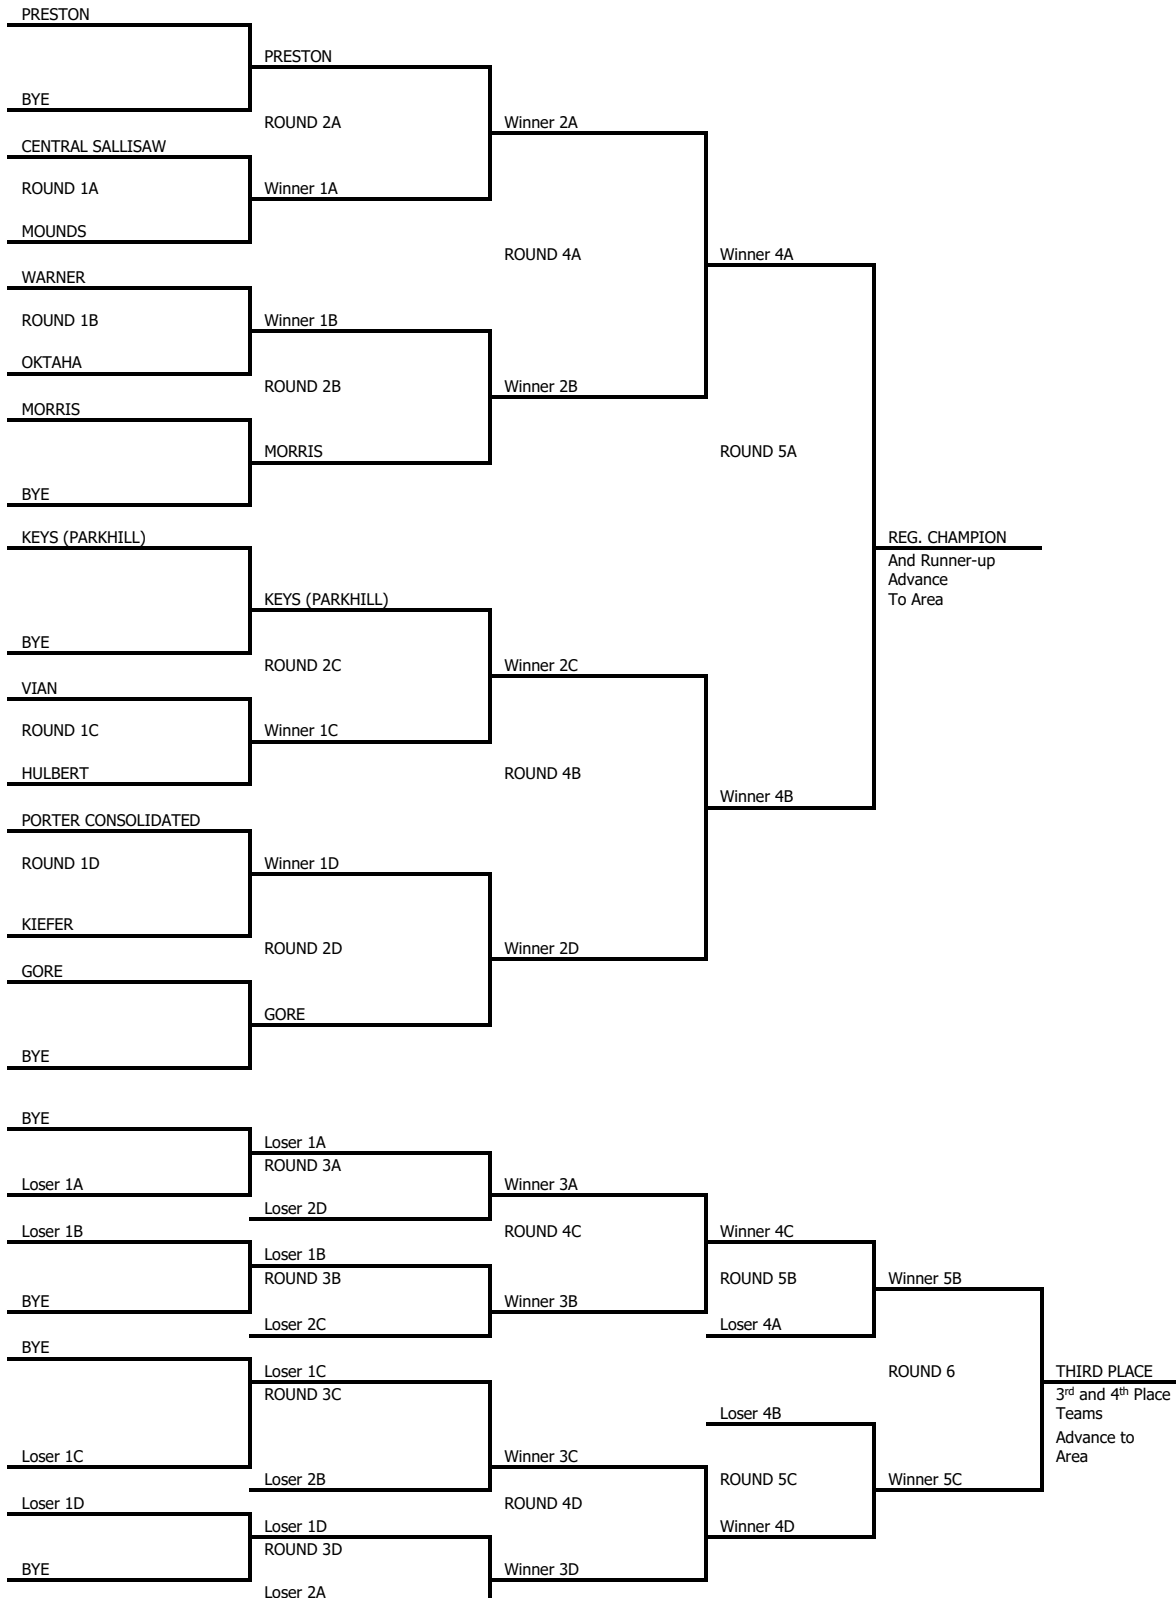 PRESTON
PRESTON
BYE
ROUND 2A
Winner 2A
CENTRAL SALLISAW
ROUND 1A
Winner 1A
MOUNDS
ROUND 4A
Winner 4A
WARNER
ROUND 1B
Winner 1B
OKTAHA
ROUND 2B
Winner 2B
MORRIS
MORRIS
ROUND 5A
BYE
KEYS (PARKHILL)
REG. CHAMPION
And Runner-up
Advance
To Area
KEYS (PARKHILL)
BYE
ROUND 2C
Winner 2C
VIAN
ROUND 1C
Winner 1C
HULBERT
ROUND 4B
Winner 4B
PORTER CONSOLIDATED
ROUND 1D
Winner 1D
KIEFER
ROUND 2D
Winner 2D
GORE
GORE
BYE
BYE
Loser 1A
ROUND 3A
Loser 1A
Winner 3A
Loser 2D
Loser 1B
ROUND 4C
Winner 4C
Loser 1B
ROUND 3B
ROUND 5B
Winner 5B
BYE
Winner 3B
Loser 2C
Loser 4A
BYE
Loser 1C
ROUND 3C
ROUND 6
THIRD PLACE
3rd and 4th Place
Teams
Advance to
Area
Loser 4B
Loser 1C
Winner 3C
Loser 2B
ROUND 5C
Winner 5C
Loser 1D
ROUND 4D
Loser 1D
Winner 4D
ROUND 3D
BYE
Winner 3D
Loser 2A